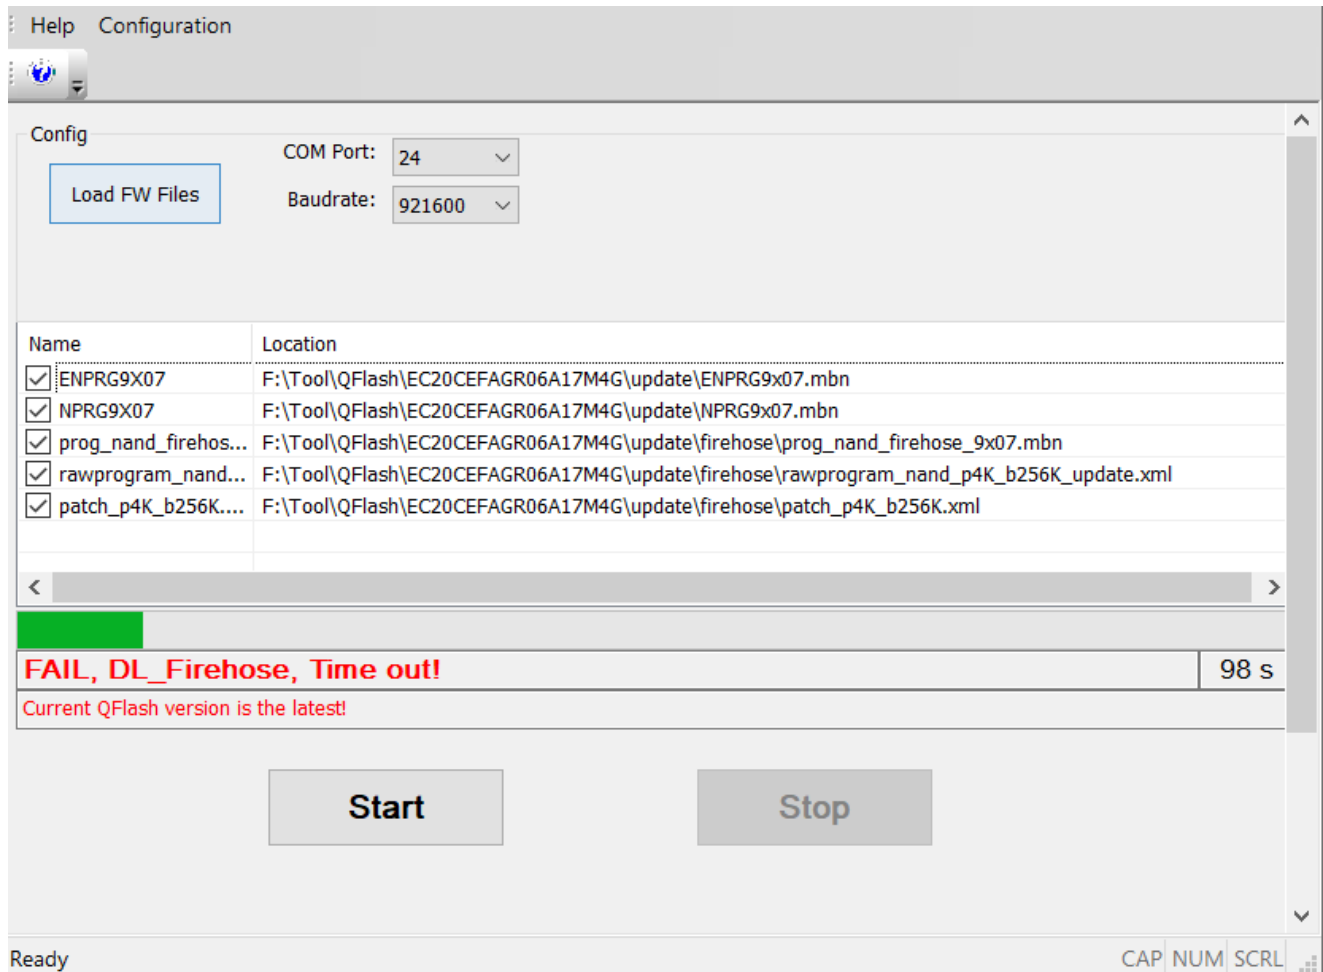 Help Configuration
Config
COM Port: 24
Load FW Files
Baudrate: 921600
Name Location
ENPRG9X07 F:\Tool\QFlash\EC20CEFAGR06A17M4G\update\ENPRG9x07.mbn
NPRG9X07 F:\Tool\QFlash\EC20CEFAGR06A17M4G\update\NPRG9x07.mbn
prog_nand_firehos... F:\Tool\QFlash\EC20CEFAGR06A17M4G\update\firehose\prog_nand_firehose_9x07.mbn
rawprogram_nand... F:\Tool\QFlash\EC20CEFAGR06A17M4G\update\firehose\rawprogram_nand_p4K_b256K_update.xml
patch_p4K_b256K.... F:\Tool\QFlash\EC20CEFAGR06A17M4G\update\firehose\patch_p4K_b256K.xml
FAIL, DL_Firehose, Time out! 98 s
Current QFlash version is the latest!
Start Stop
Ready CAP NUM SCRL